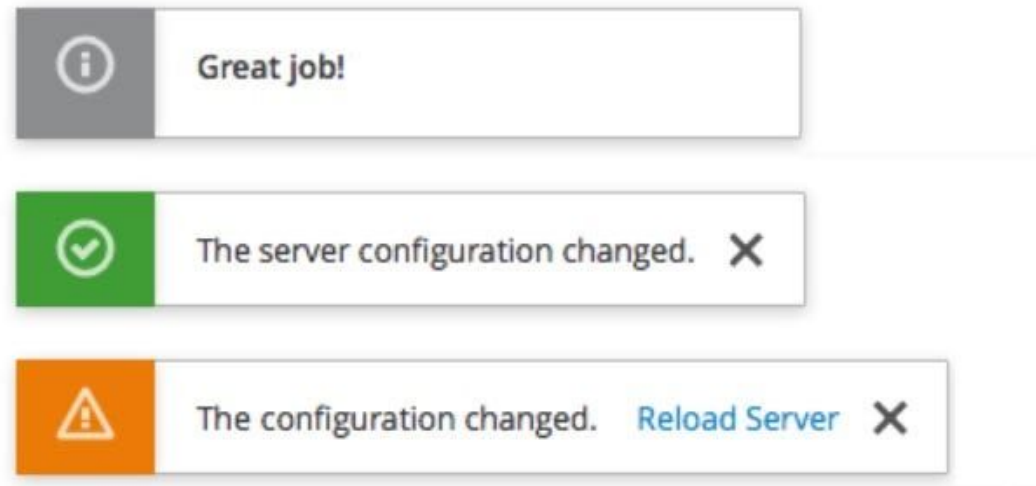 Great job!
The server configuration changed.
The configuration changed. Reload Server